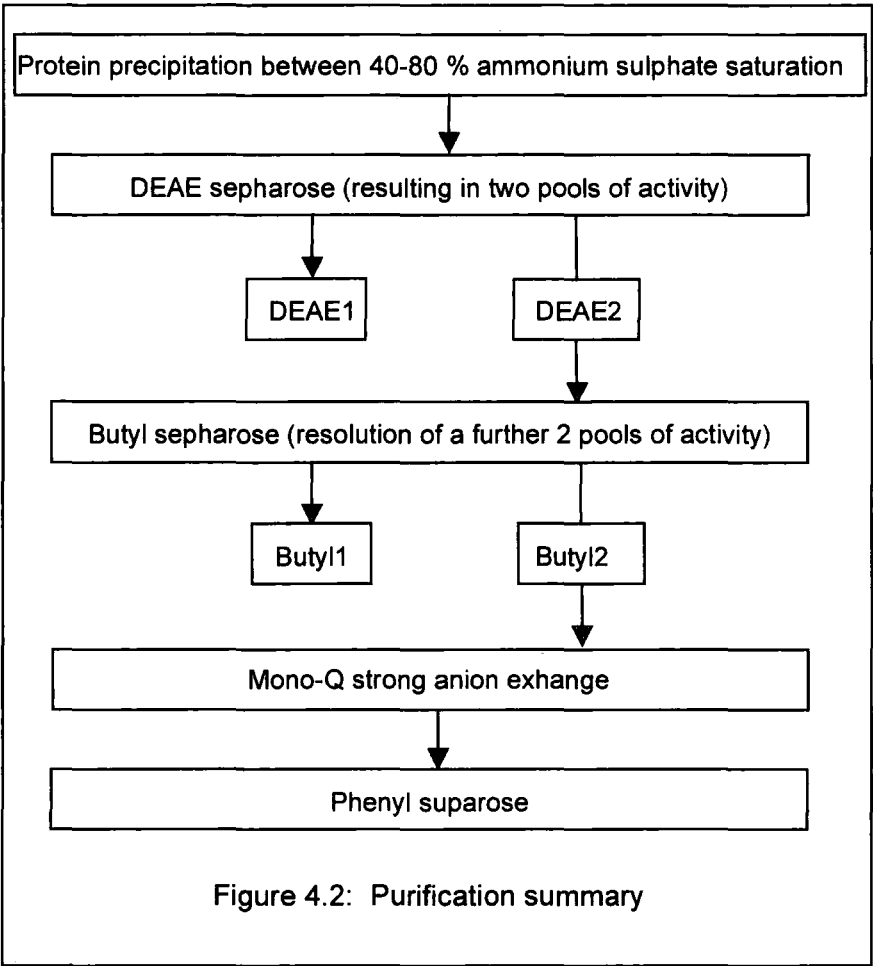 Protein precipitation between 40-80 % ammonium sulphate saturation
DEAE sepharose (resulting in two pools of activity)
DEAE1
DEAE2
Butyl sepharose (resolution of a further 2 pools of activity)
Butyl1
Butyl2
Mono-Q strong anion exhange
Phenyl suparose
Figure 4.2: Purification summary